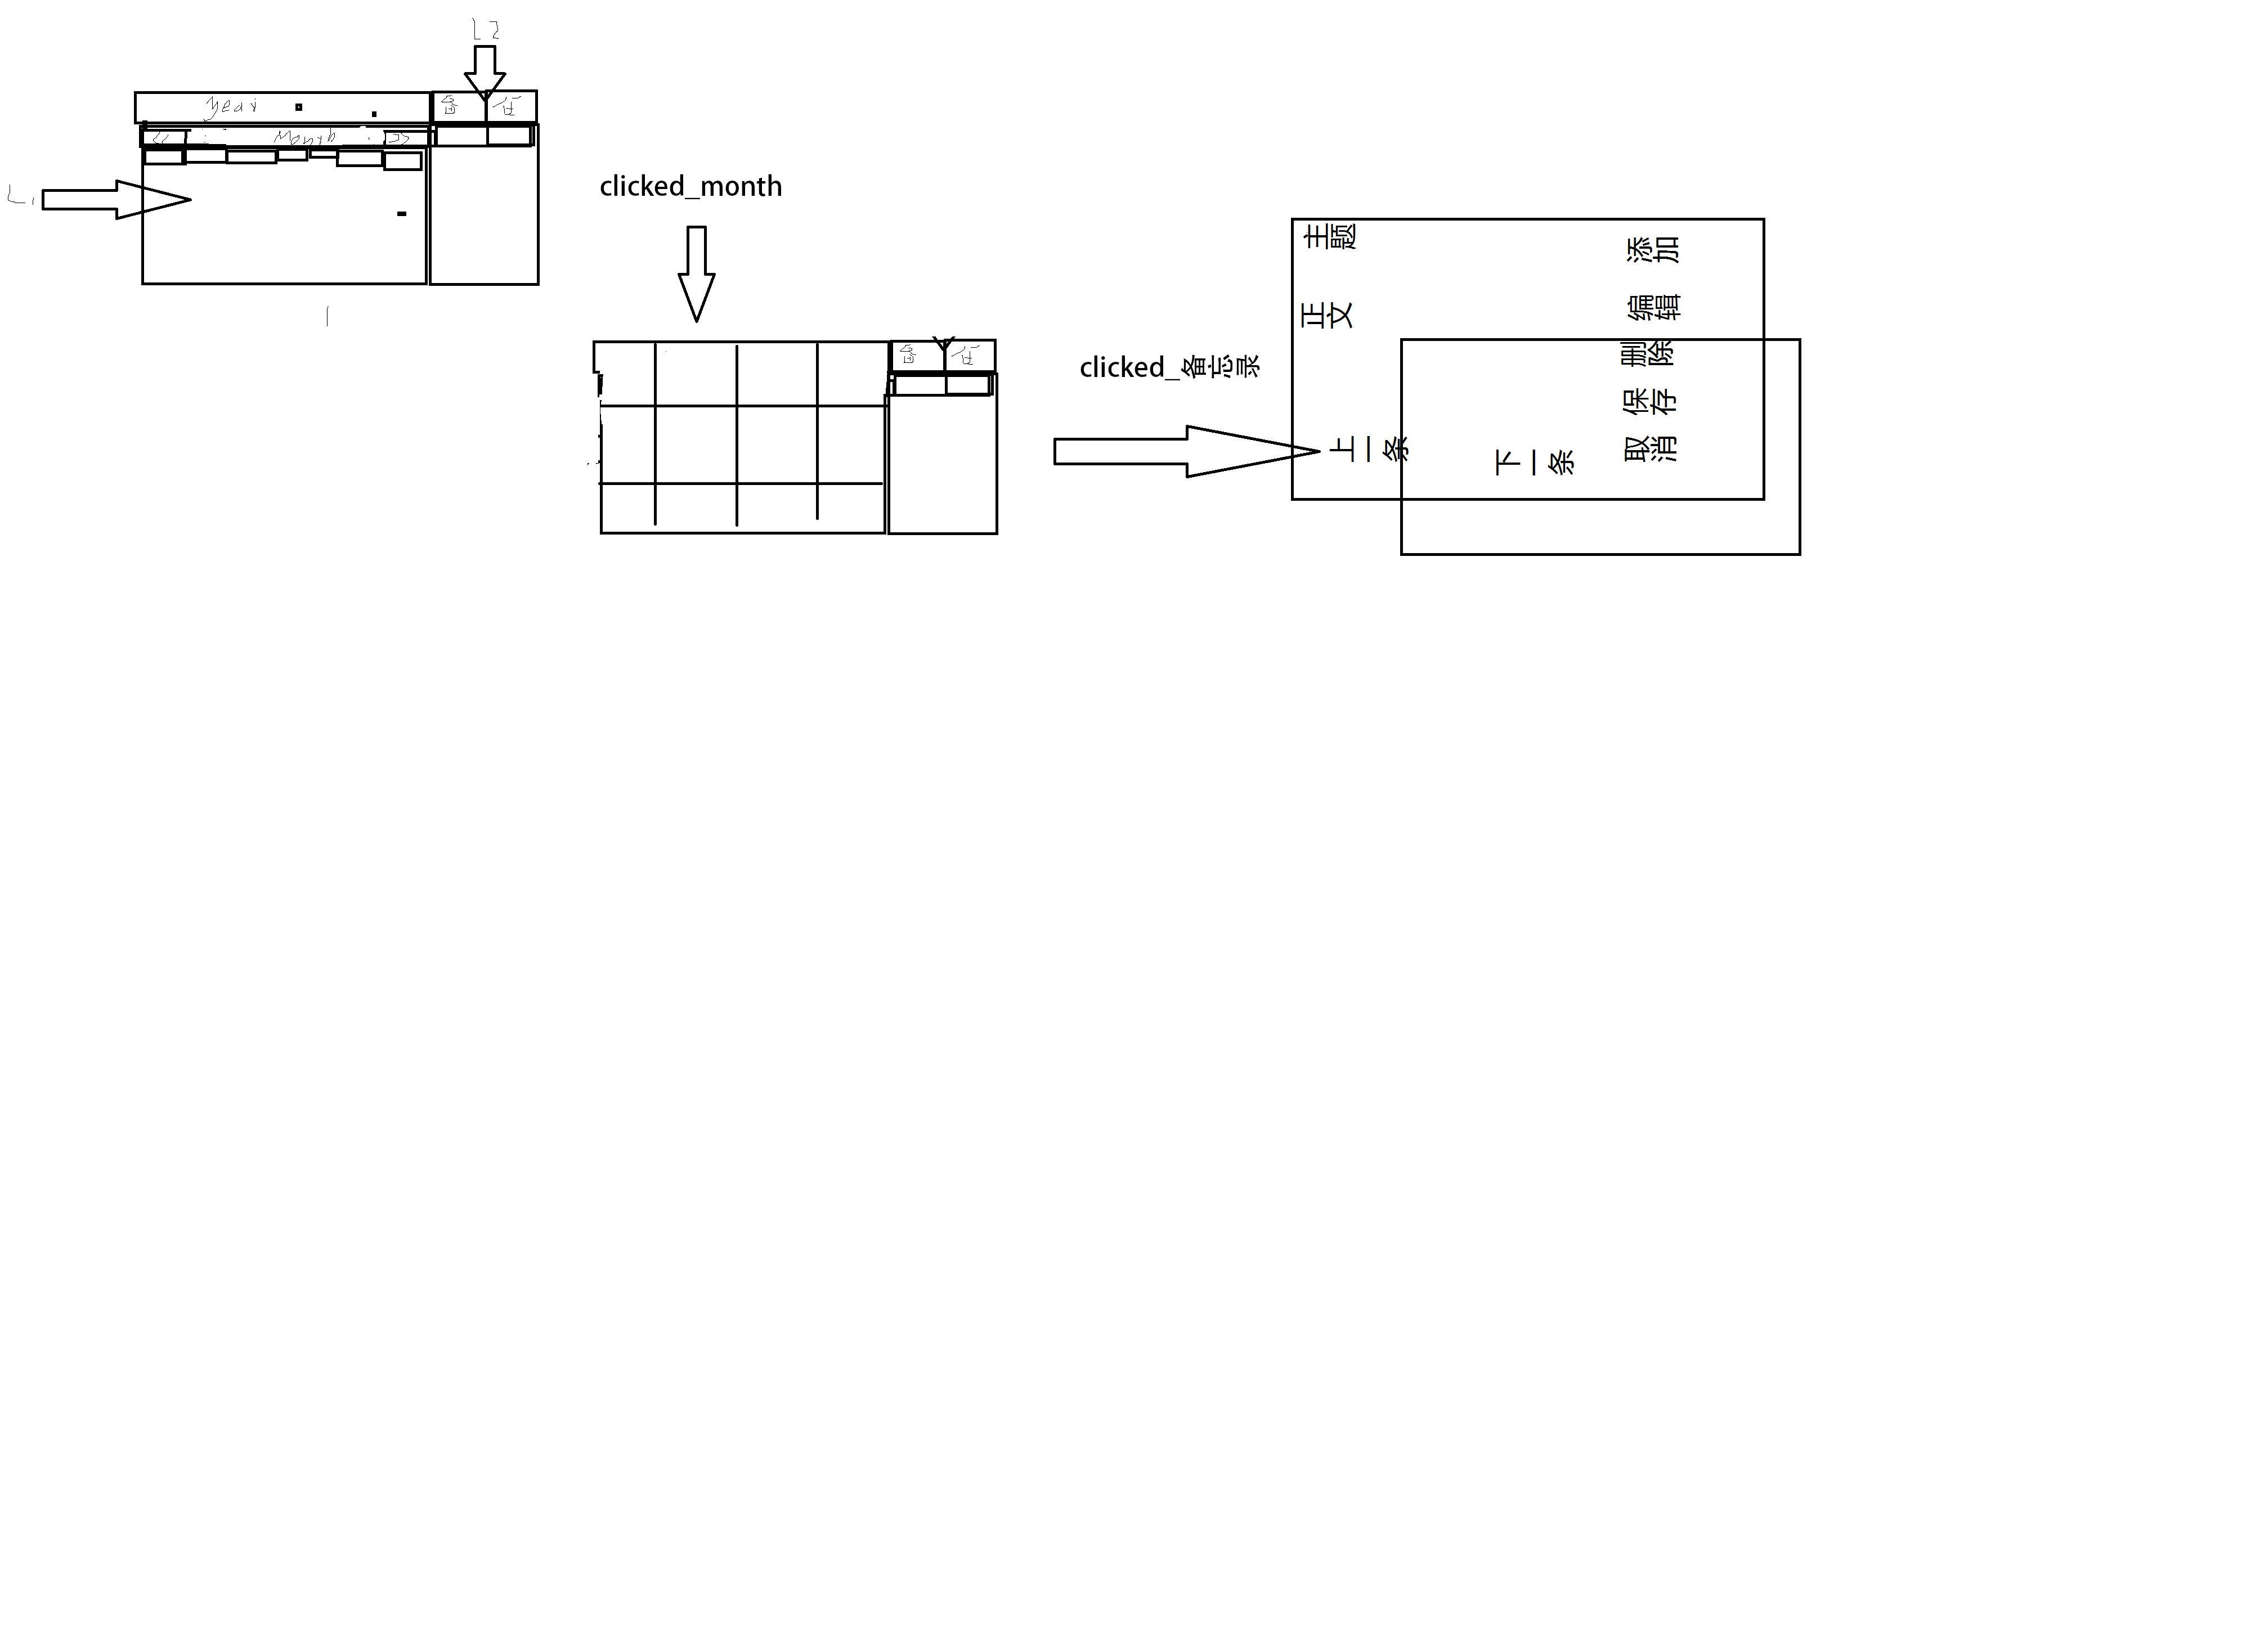 L2
year
备 任
<< Month >>
L1
1
clicked_month
备 任
clicked_备忘录
主题
添加
正文
编辑
删除
保存
上一条
下一条
取消